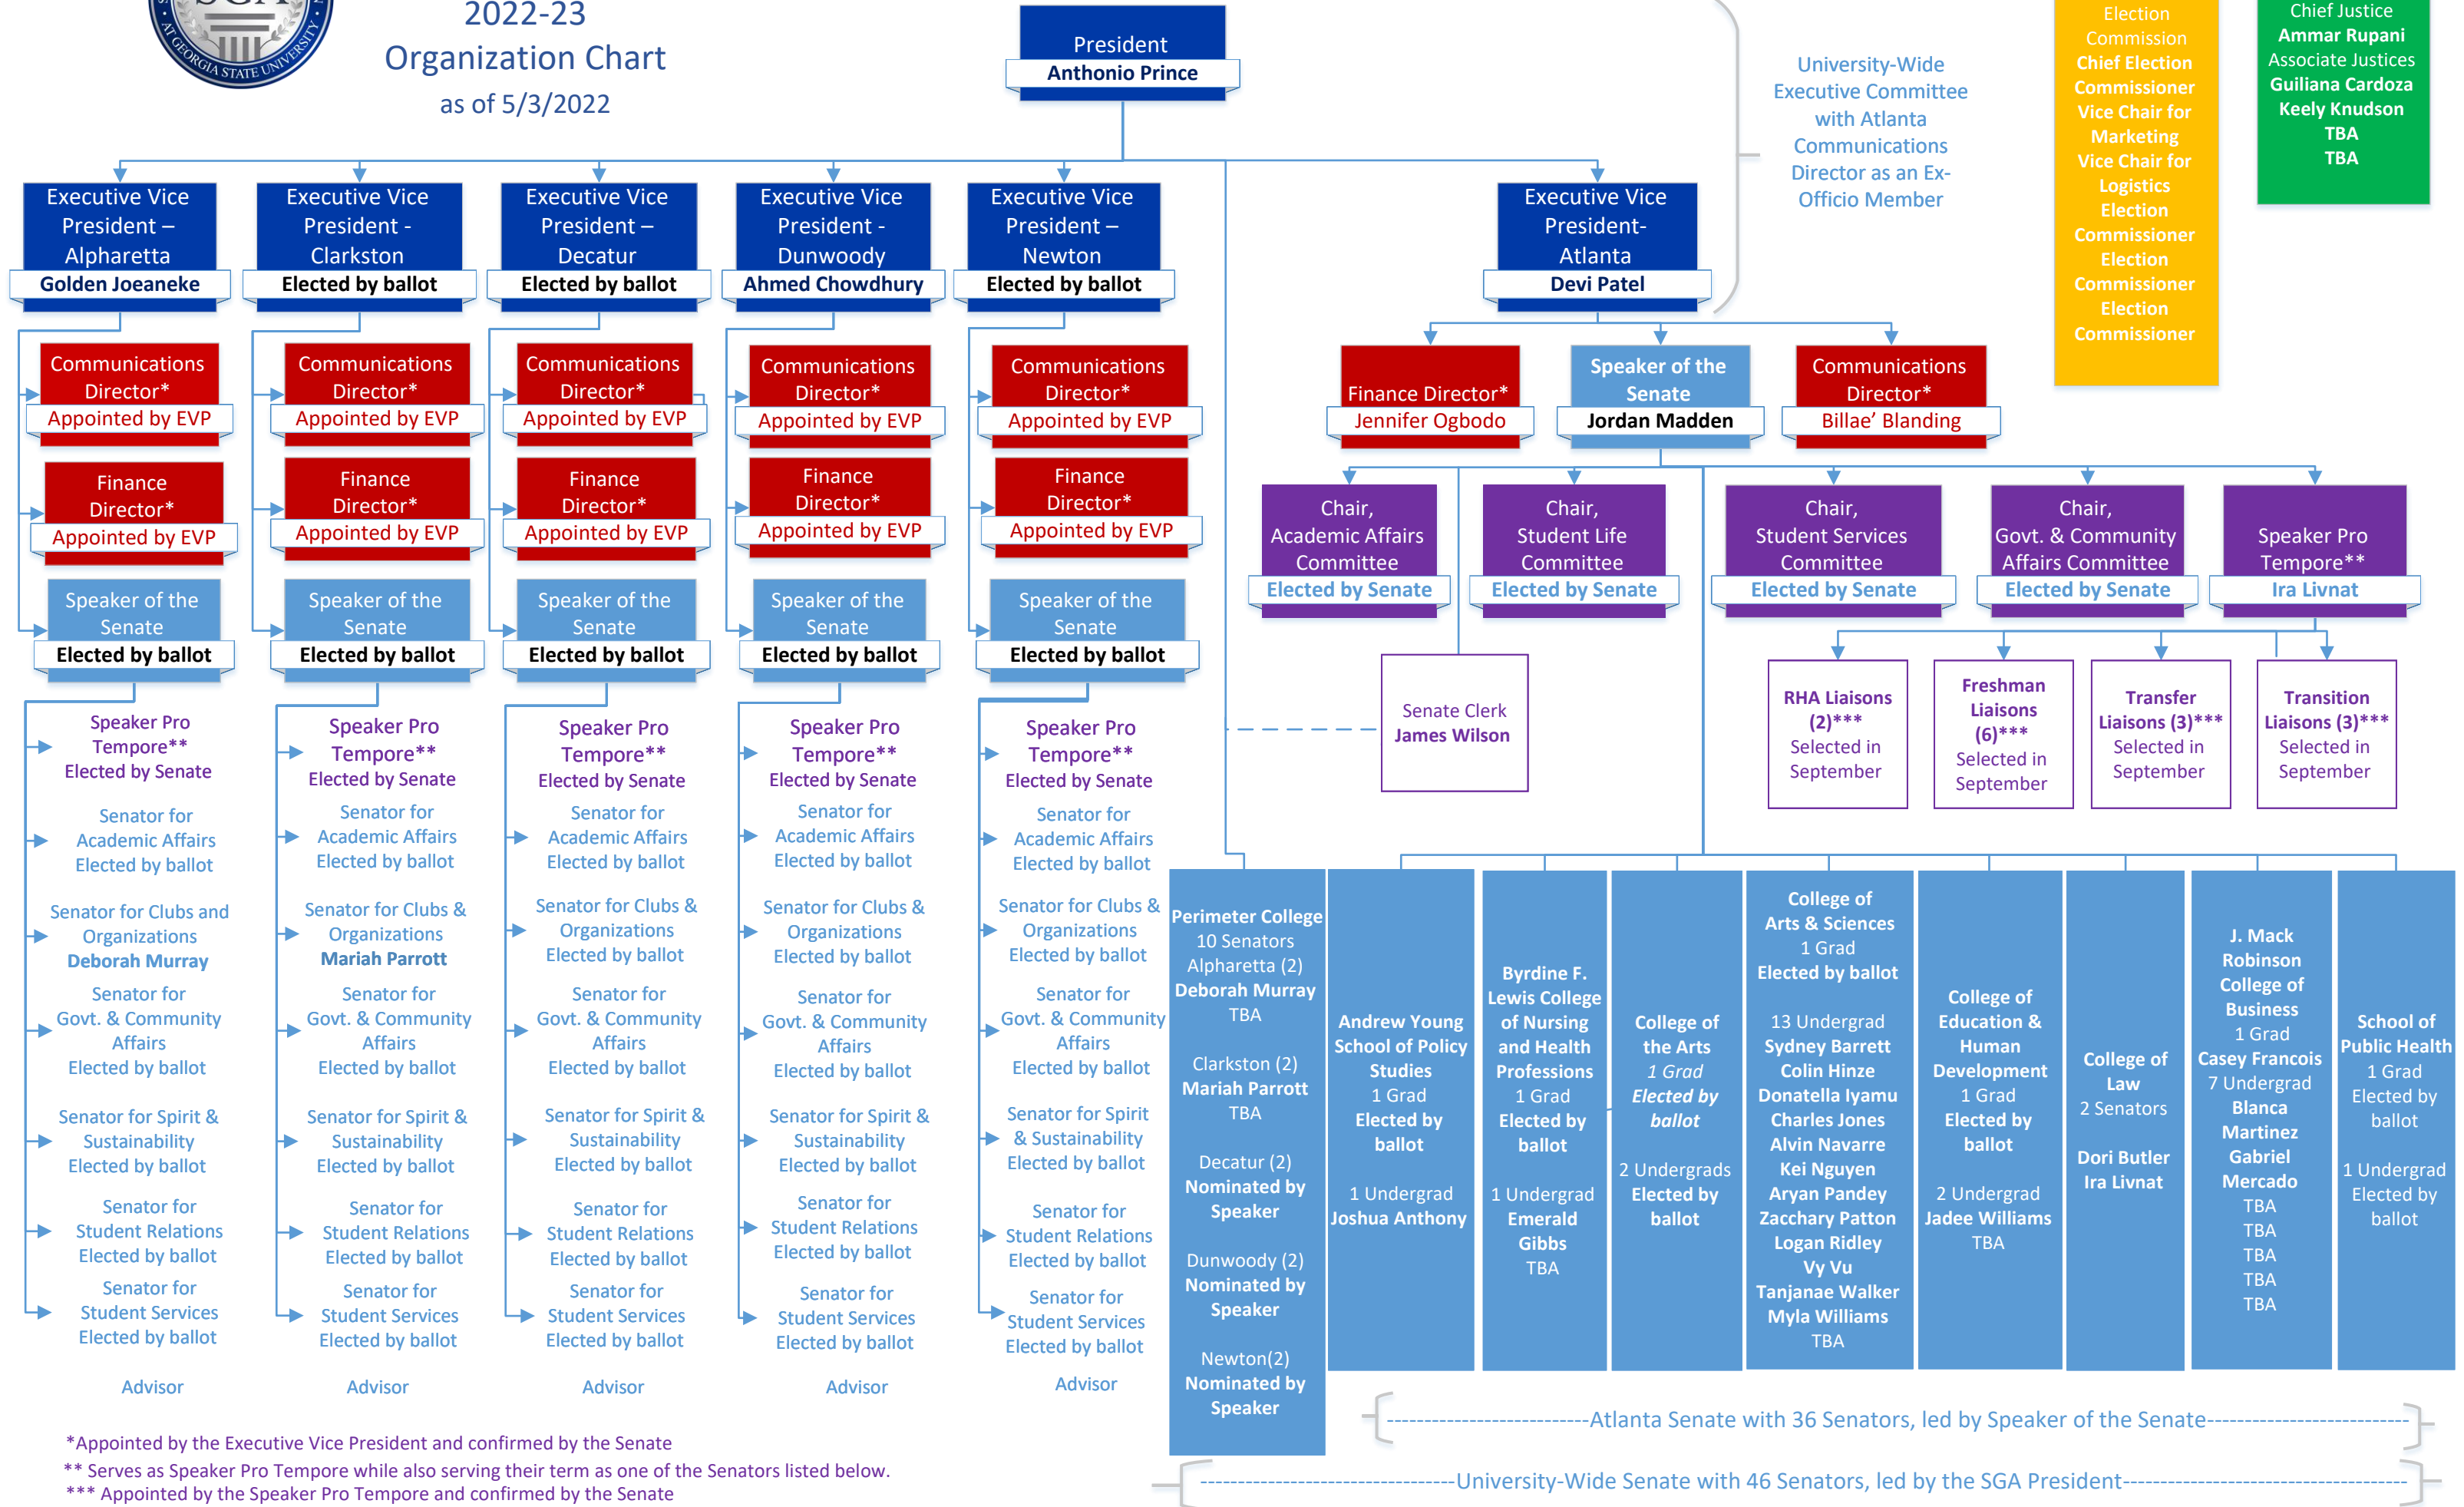 SGA
AT GEORGIA STATE UNIVERSITY
2022-23
Organization Chart
as of 5/3/2022
President
Anthonio Prince
University-Wide
Executive Committee
with Atlanta
Communications
Director as an Ex-
Officio Member
Election
Commission
Chief Election
Commissioner
Vice Chair for
Marketing
Vice Chair for
Logistics
Election
Commissioner
Election
Commissioner
Election
Commissioner
Chief Justice
Ammar Rupani
Associate Justices
Guiliana Cardoza
Keely Knudson
TBA
TBA
Executive Vice
President –
Alpharetta
Golden Joeaneke
Executive Vice
President -
Clarkston
Elected by ballot
Executive Vice
President –
Decatur
Elected by ballot
Executive Vice
President -
Dunwoody
Ahmed Chowdhury
Executive Vice
President –
Newton
Elected by ballot
Executive Vice
President-
Atlanta
Devi Patel
Communications
Director*
Appointed by EVP
Finance
Director*
Appointed by EVP
Speaker of the
Senate
Elected by ballot
Speaker Pro
Tempore**
Elected by Senate
Senator for
Academic Affairs
Elected by ballot
Senator for Clubs and
Organizations
Deborah Murray
Senator for
Govt. & Community
Affairs
Elected by ballot
Senator for Spirit &
Sustainability
Elected by ballot
Senator for
Student Relations
Elected by ballot
Senator for
Student Services
Elected by ballot
Advisor
Communications
Director*
Appointed by EVP
Finance
Director*
Appointed by EVP
Speaker of the
Senate
Elected by ballot
Speaker Pro
Tempore**
Elected by Senate
Senator for
Academic Affairs
Elected by ballot
Senator for Clubs &
Organizations
Mariah Parrott
Senator for
Govt. & Community
Affairs
Elected by ballot
Senator for Spirit &
Sustainability
Elected by ballot
Senator for
Student Relations
Elected by ballot
Senator for
Student Services
Elected by ballot
Advisor
Communications
Director*
Appointed by EVP
Finance
Director*
Appointed by EVP
Speaker of the
Senate
Elected by ballot
Speaker Pro
Tempore**
Elected by Senate
Senator for
Academic Affairs
Elected by ballot
Senator for Clubs &
Organizations
Elected by ballot
Senator for
Govt. & Community
Affairs
Elected by ballot
Senator for Spirit &
Sustainability
Elected by ballot
Senator for
Student Relations
Elected by ballot
Senator for
Student Services
Elected by ballot
Advisor
Communications
Director*
Appointed by EVP
Finance
Director*
Appointed by EVP
Speaker of the
Senate
Elected by ballot
Speaker Pro
Tempore**
Elected by Senate
Senator for
Academic Affairs
Elected by ballot
Senator for Clubs &
Organizations
Elected by ballot
Senator for
Govt. & Community
Affairs
Elected by ballot
Senator for Spirit &
Sustainability
Elected by ballot
Senator for
Student Relations
Elected by ballot
Senator for
Student Services
Elected by ballot
Advisor
Communications
Director*
Appointed by EVP
Finance
Director*
Appointed by EVP
Speaker of the
Senate
Elected by ballot
Speaker Pro
Tempore**
Elected by Senate
Senator for
Academic Affairs
Elected by ballot
Senator for Clubs &
Organizations
Elected by ballot
Senator for
Govt. & Community
Affairs
Elected by ballot
Senator for Spirit
& Sustainability
Elected by ballot
Senator for
Student Relations
Elected by ballot
Senator for
Student Services
Elected by ballot
Advisor
Finance Director*
Jennifer Ogbodo
Speaker of the
Senate
Jordan Madden
Communications
Director*
Billae’ Blanding
Chair,
Academic Affairs
Committee
Elected by Senate
Chair,
Student Life
Committee
Elected by Senate
Chair,
Student Services
Committee
Elected by Senate
Chair,
Govt. & Community
Affairs Committee
Elected by Senate
Speaker Pro
Tempore**
Ira Livnat
Senate Clerk
James Wilson
RHA Liaisons
(2)***
Selected in
September
Freshman
Liaisons
(6)***
Selected in
September
Transfer
Liaisons (3)***
Selected in
September
Transition
Liaisons (3)***
Selected in
September
Perimeter College
10 Senators
Alpharetta (2)
Deborah Murray
TBA
Clarkston (2)
Mariah Parrott
TBA
Decatur (2)
Nominated by
Speaker
Dunwoody (2)
Nominated by
Speaker
Newton(2)
Nominated by
Speaker
Andrew Young
School of Policy
Studies
1 Grad
Elected by
ballot
1 Undergrad
Joshua Anthony
Byrdine F.
Lewis College
of Nursing
and Health
Professions
1 Grad
Elected by
ballot
1 Undergrad
Emerald
Gibbs
TBA
College of
the Arts
1 Grad
Elected by
ballot
2 Undergrads
Elected by
ballot
College of
Arts & Sciences
1 Grad
Elected by ballot
13 Undergrad
Sydney Barrett
Colin Hinze
Donatella Iyamu
Charles Jones
Alvin Navarre
Kei Nguyen
Aryan Pandey
Zacchary Patton
Logan Ridley
Vy Vu
Tanjanae Walker
Myla Williams
TBA
College of
Education &
Human
Development
1 Grad
Elected by
ballot
2 Undergrad
Jadee Williams
TBA
College of
Law
2 Senators
Dori Butler
Ira Livnat
J. Mack
Robinson
College of
Business
1 Grad
Casey Francois
7 Undergrad
Blanca
Martinez
Gabriel
Mercado
TBA
TBA
TBA
TBA
TBA
School of
Public Health
1 Grad
Elected by
ballot
1 Undergrad
Elected by
ballot
Atlanta Senate with 36 Senators, led by Speaker of the Senate
University-Wide Senate with 46 Senators, led by the SGA President
*Appointed by the Executive Vice President and confirmed by the Senate
** Serves as Speaker Pro Tempore while also serving their term as one of the Senators listed below.
*** Appointed by the Speaker Pro Tempore and confirmed by the Senate